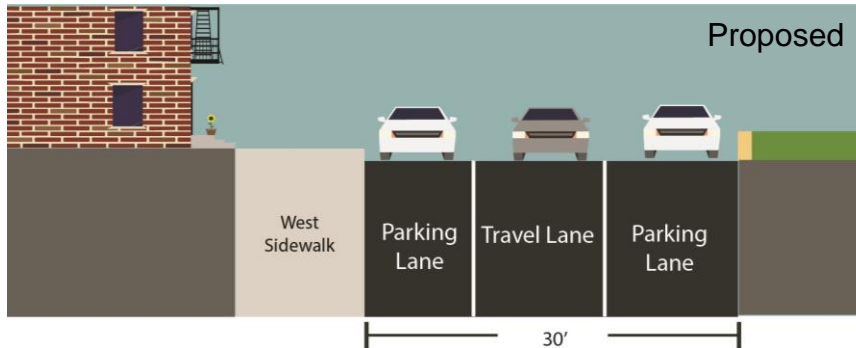 Proposed
West
Sidewalk
Parking
Lane
Travel Lane
Parking
Lane
30'